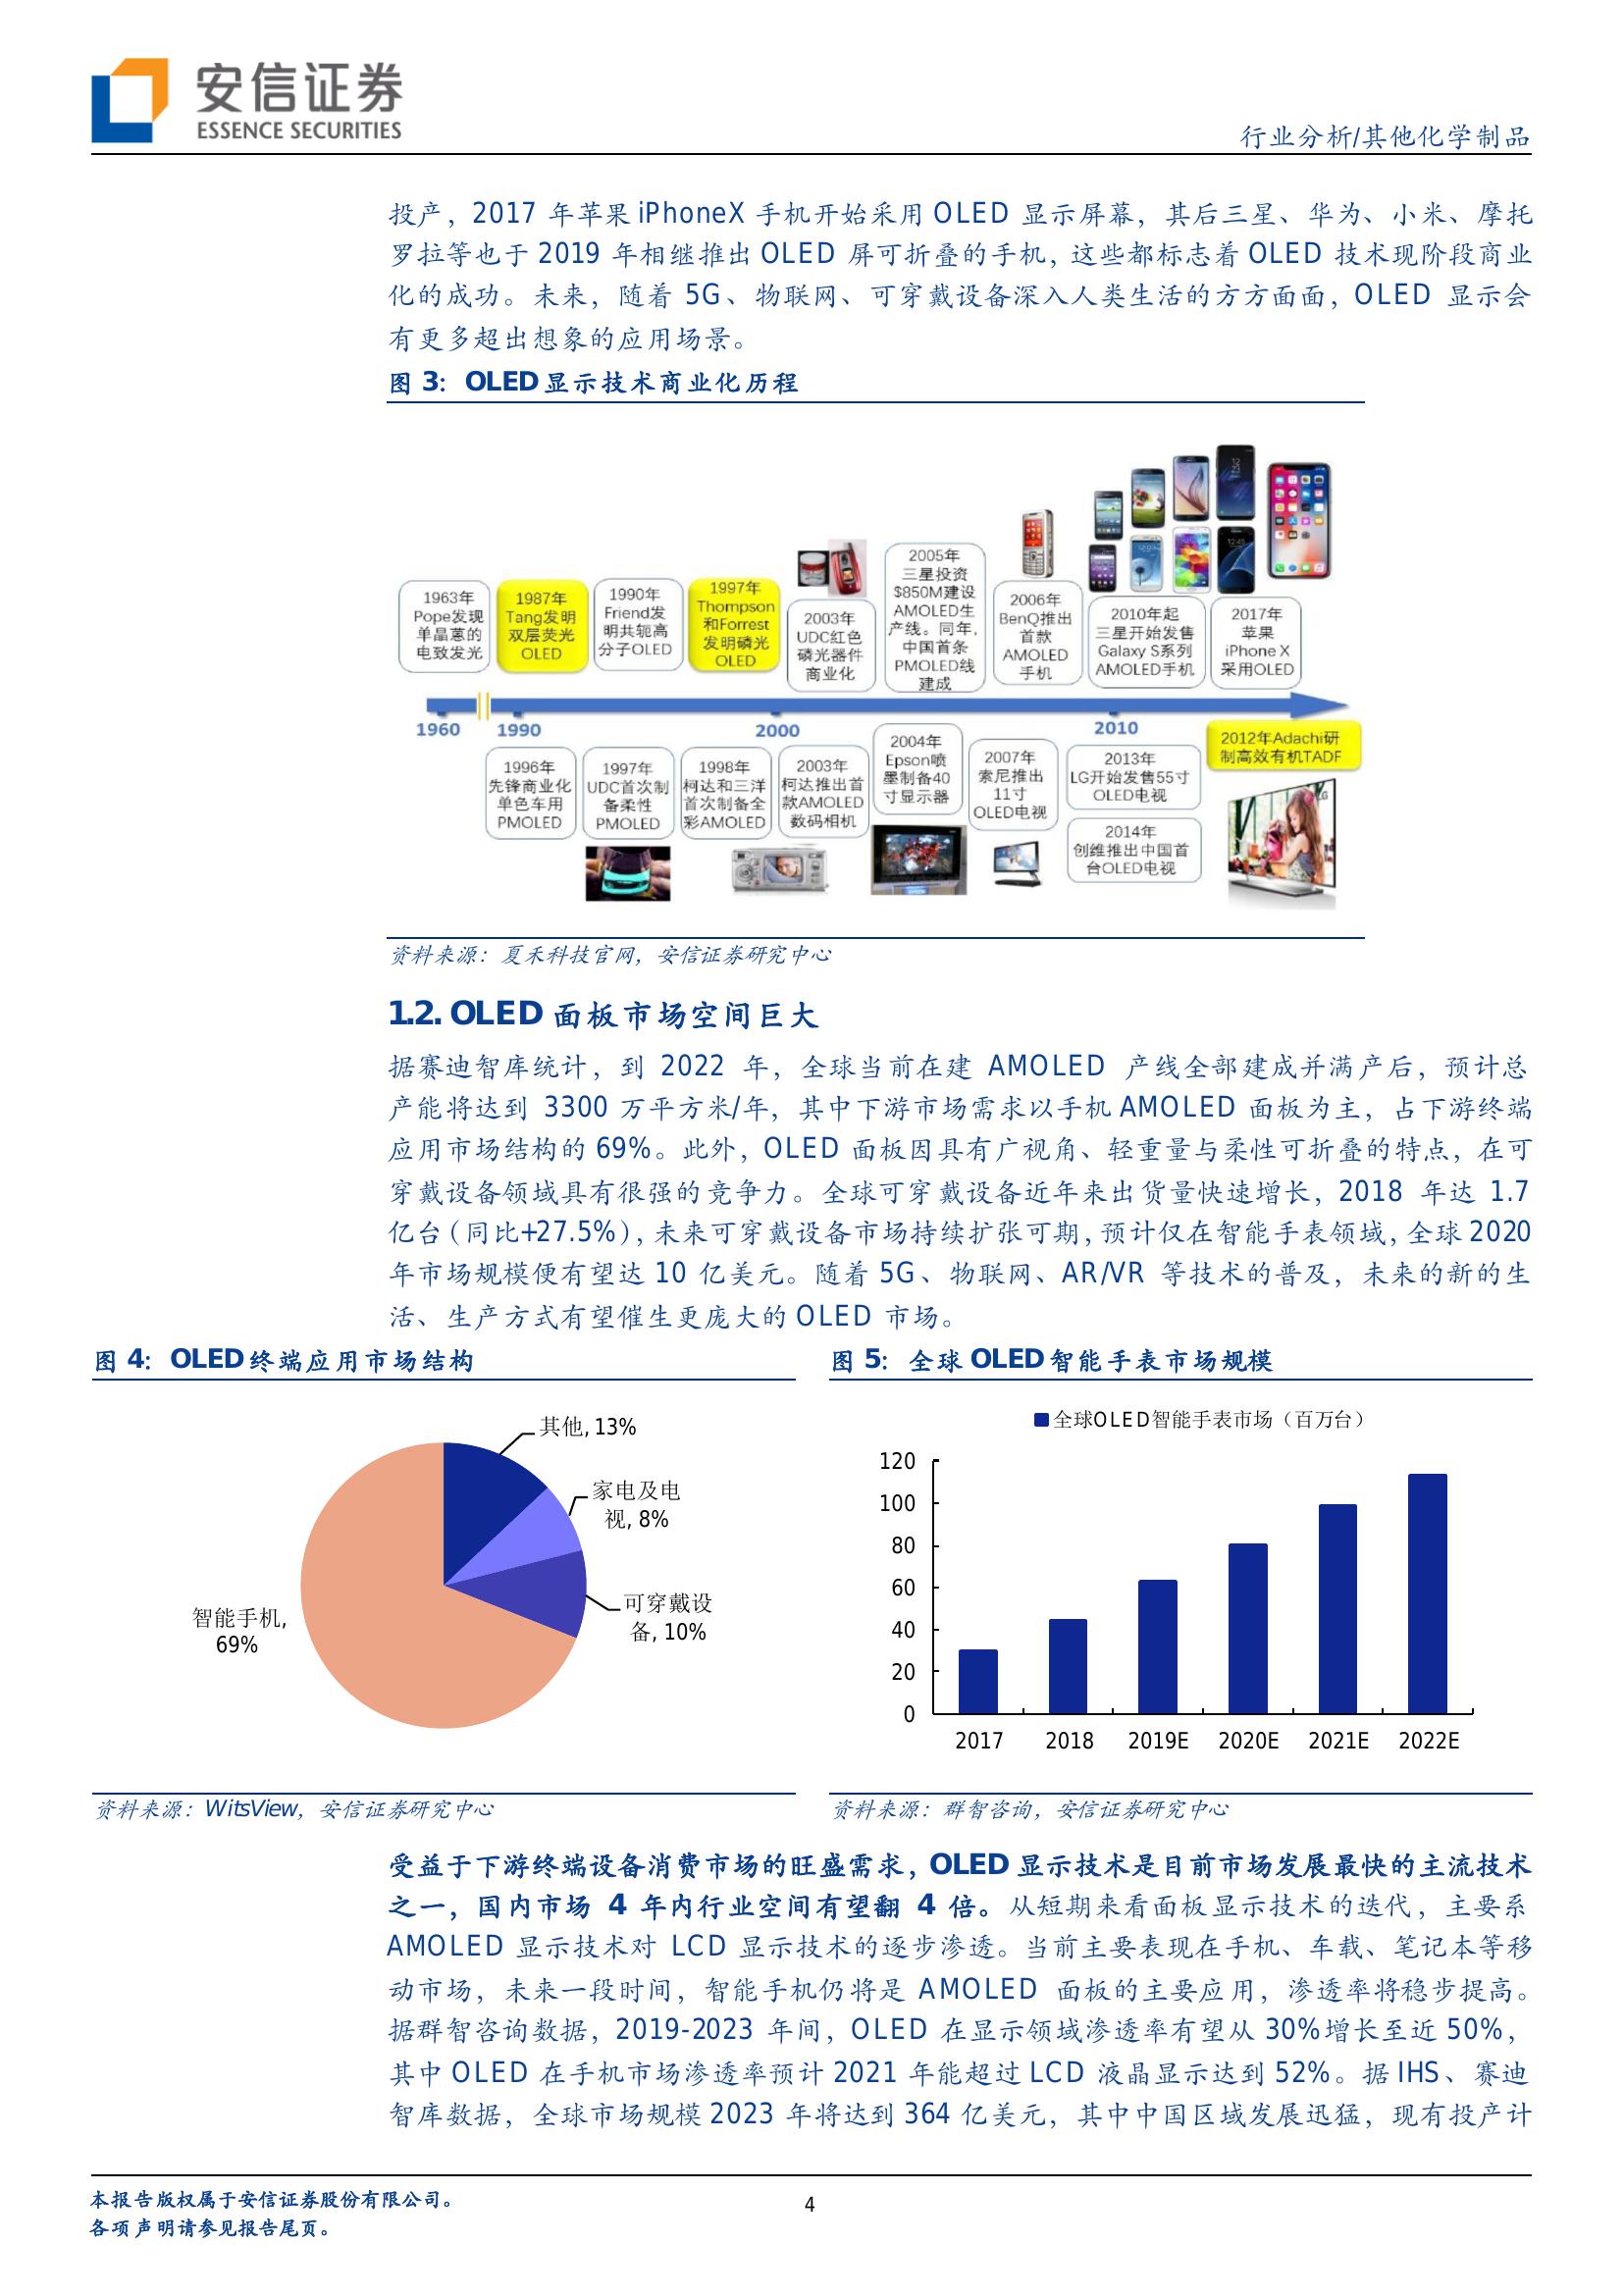 安信证券
ESSENCE SECURITIES
行业分析/其他化学制品
投产，2017 年苹果 iPhoneX 手机开始采用 OLED 显示屏幕，其后三星、华为、小米、摩托
罗拉等也于 2019 年相继推出 OLED 屏可折叠的手机，这些都标志着 OLED 技术现阶段商业
化的成功。未来，随着 5G、物联网、可穿戴设备深入人类生活的方方面面，OLED 显示会
有更多超出想象的应用场景。
图 3：OLED 显示技术商业化历程
1963年
Pope发现
单晶蒽的
电致发光
1987年
Tang发明
双层荧光
OLED
1990年
Friend发
明共轭高
分子OLED
1997年
Thompson
和Forrest
发明磷光
OLED
2003年
UDC红色
磷光器件
商业化
2005年
三星投资
$850M建设
AMOLED生
产线。同年，
中国首条
PMOLED线
建成
2006年
BenQ推出
首款
AMOLED
手机
2010年起
三星开始发售
Galaxy S系列
AMOLED手机
2017年
苹果
iPhone X
采用OLED
1960
1990
2000
2010
1996年
先锋商业化
单色车用
PMOLED
1997年
UDC首次制
备柔性
PMOLED
1998年
柯达和三洋
首次制备全
彩AMOLED
2003年
柯达推出首
款AMOLED
数码相机
2004年
Epson喷
墨制备40
寸显示器
2007年
索尼推出
11寸
OLED电视
2013年
LG开始发售55寸
OLED电视
2014年
创维推出中国首
台OLED电视
2012年Adachi研
制高效有机TADF
资料来源：夏禾科技官网，安信证券研究中心
1.2. OLED 面板市场空间巨大
据赛迪智库统计，到 2022 年，全球当前在建 AMOLED 产线全部建成并满产后，预计总
产能将达到 3300 万平方米/年，其中下游市场需求以手机 AMOLED 面板为主，占下游终端
应用市场结构的 69%。此外，OLED 面板因具有广视角、轻重量与柔性可折叠的特点，在可
穿戴设备领域具有很强的竞争力。全球可穿戴设备近年来出货量快速增长，2018 年达 1.7
亿台（同比+27.5%），未来可穿戴设备市场持续扩张可期，预计仅在智能手表领域，全球 2020
年市场规模便有望达 10 亿美元。随着 5G、物联网、AR/VR 等技术的普及，未来的新的生
活、生产方式有望催生更庞大的 OLED 市场。
图 4：OLED 终端应用市场结构
其他, 13%
家电及电
视, 8%
可穿戴设
备, 10%
智能手机,
69%
资料来源：WitsView，安信证券研究中心
图 5：全球 OLED 智能手表市场规模
全球OLED智能手表市场（百万台）
120
100
80
60
40
20
0
2017 2018 2019E 2020E 2021E 2022E
资料来源：群智咨询，安信证券研究中心
受益于下游终端设备消费市场的旺盛需求，OLED 显示技术是目前市场发展最快的主流技术
之一，国内市场 4 年内行业空间有望翻 4 倍。从短期来看面板显示技术的迭代，主要系
AMOLED 显示技术对 LCD 显示技术的逐步渗透。当前主要表现在手机、车载、笔记本等移
动市场，未来一段时间，智能手机仍将是 AMOLED 面板的主要应用，渗透率将稳步提高。
据群智咨询数据，2019-2023 年间，OLED 在显示领域渗透率有望从 30%增长至近 50%，
其中 OLED 在手机市场渗透率预计 2021 年能超过 LCD 液晶显示达到 52%。据 IHS、赛迪
智库数据，全球市场规模 2023 年将达到 364 亿美元，其中中国区域发展迅猛，现有投产计
本报告版权属于安信证券股份有限公司。
各项声明请参见报告尾页。
4